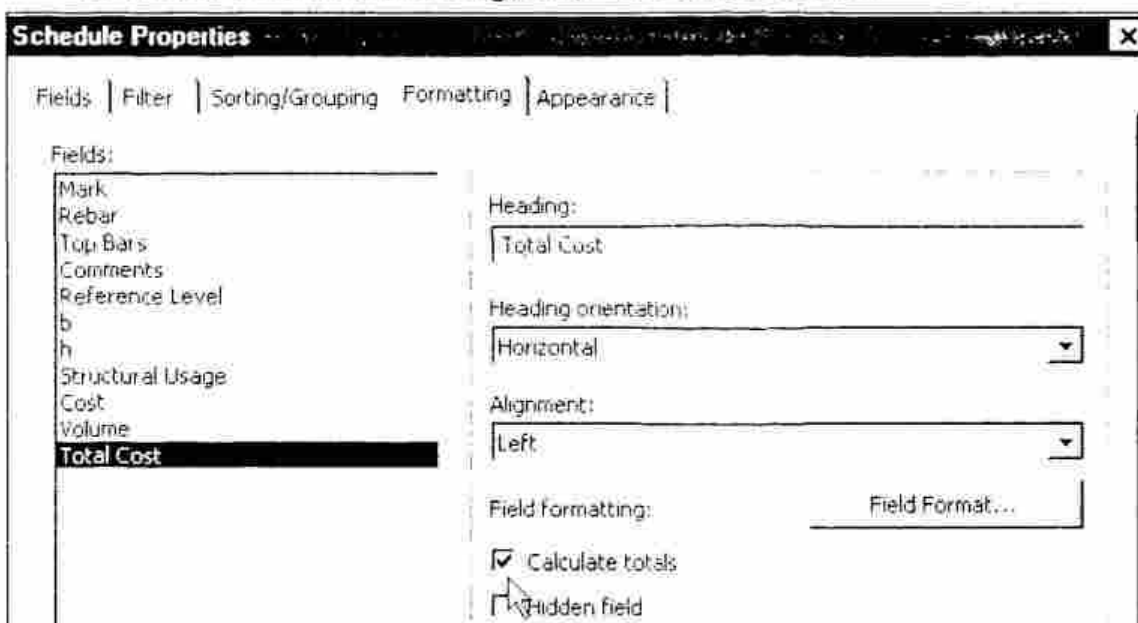 Schedule Properties
Fields Filter Sorting/Grouping Formatting Appearance
Fields:
Mark
Rebar
Top Bars
Comments
Reference Level
b
h
Structural Usage
Cost
Volume
Total Cost
Heading:
Total Cost
Heading orientation:
Horizontal
Alignment:
Left
Field formatting: Field Format...
Calculate totals
Hidden field